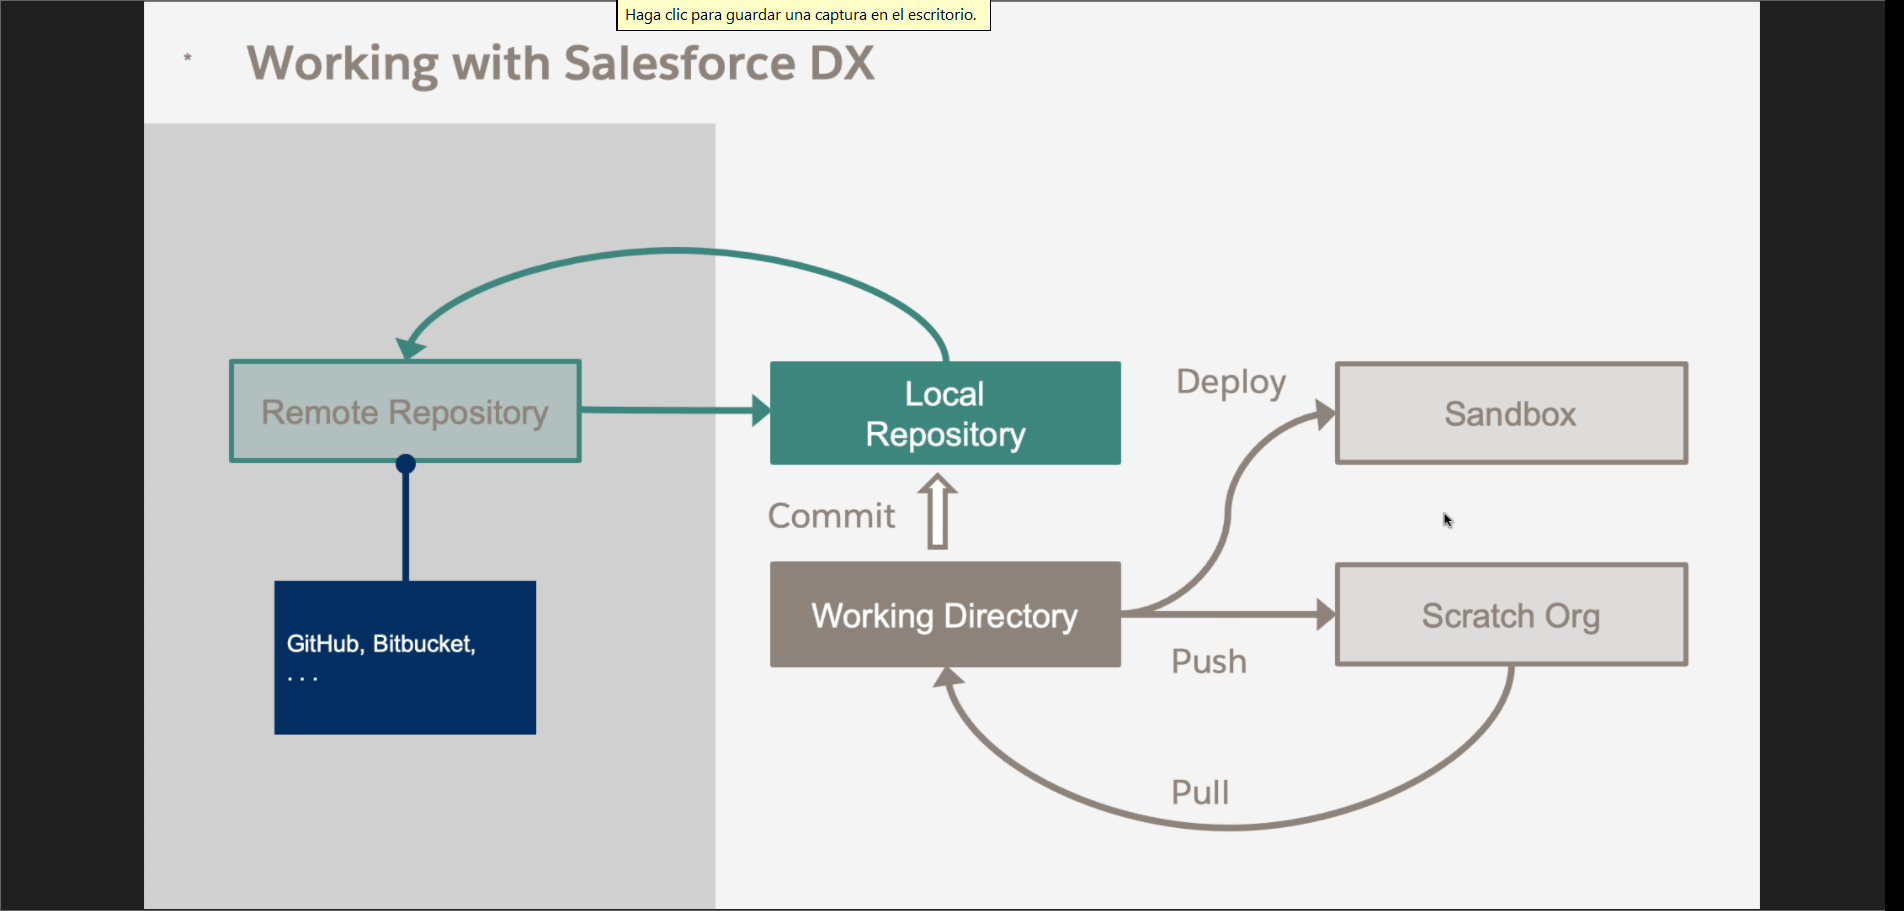 Haga clic para guardar una captura en el escritorio.
* Working with Salesforce DX
Remote Repository
Local
Repository
Deploy
Sandbox
Commit
Working Directory
Scratch Org
Push
GitHub, Bitbucket,
. . .
Pull